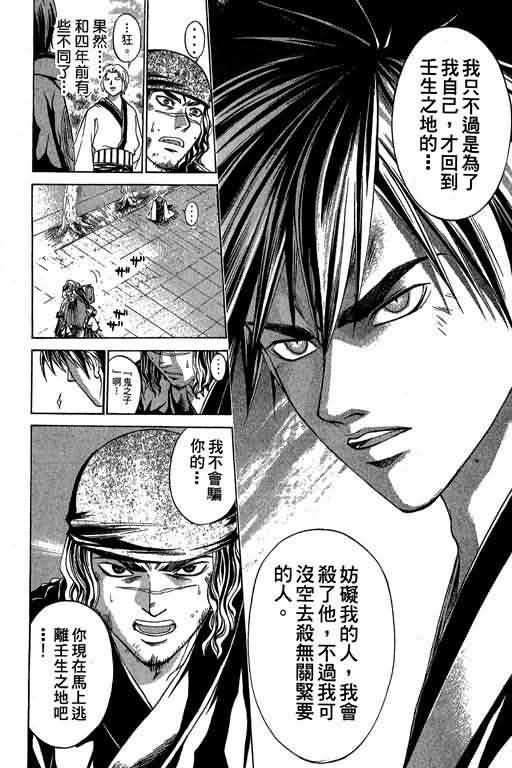 我只不過是為了
我自己，才回到
壬生之地的…
妨礙我的人，我會
殺了他，不過我可
沒空去殺無關緊要
的人。
…
…狂。
果然…
和四年前有
些不同了…
『鬼之子
』啊…
我不會騙
你的…
你現在馬上逃
離壬生之地吧
…！